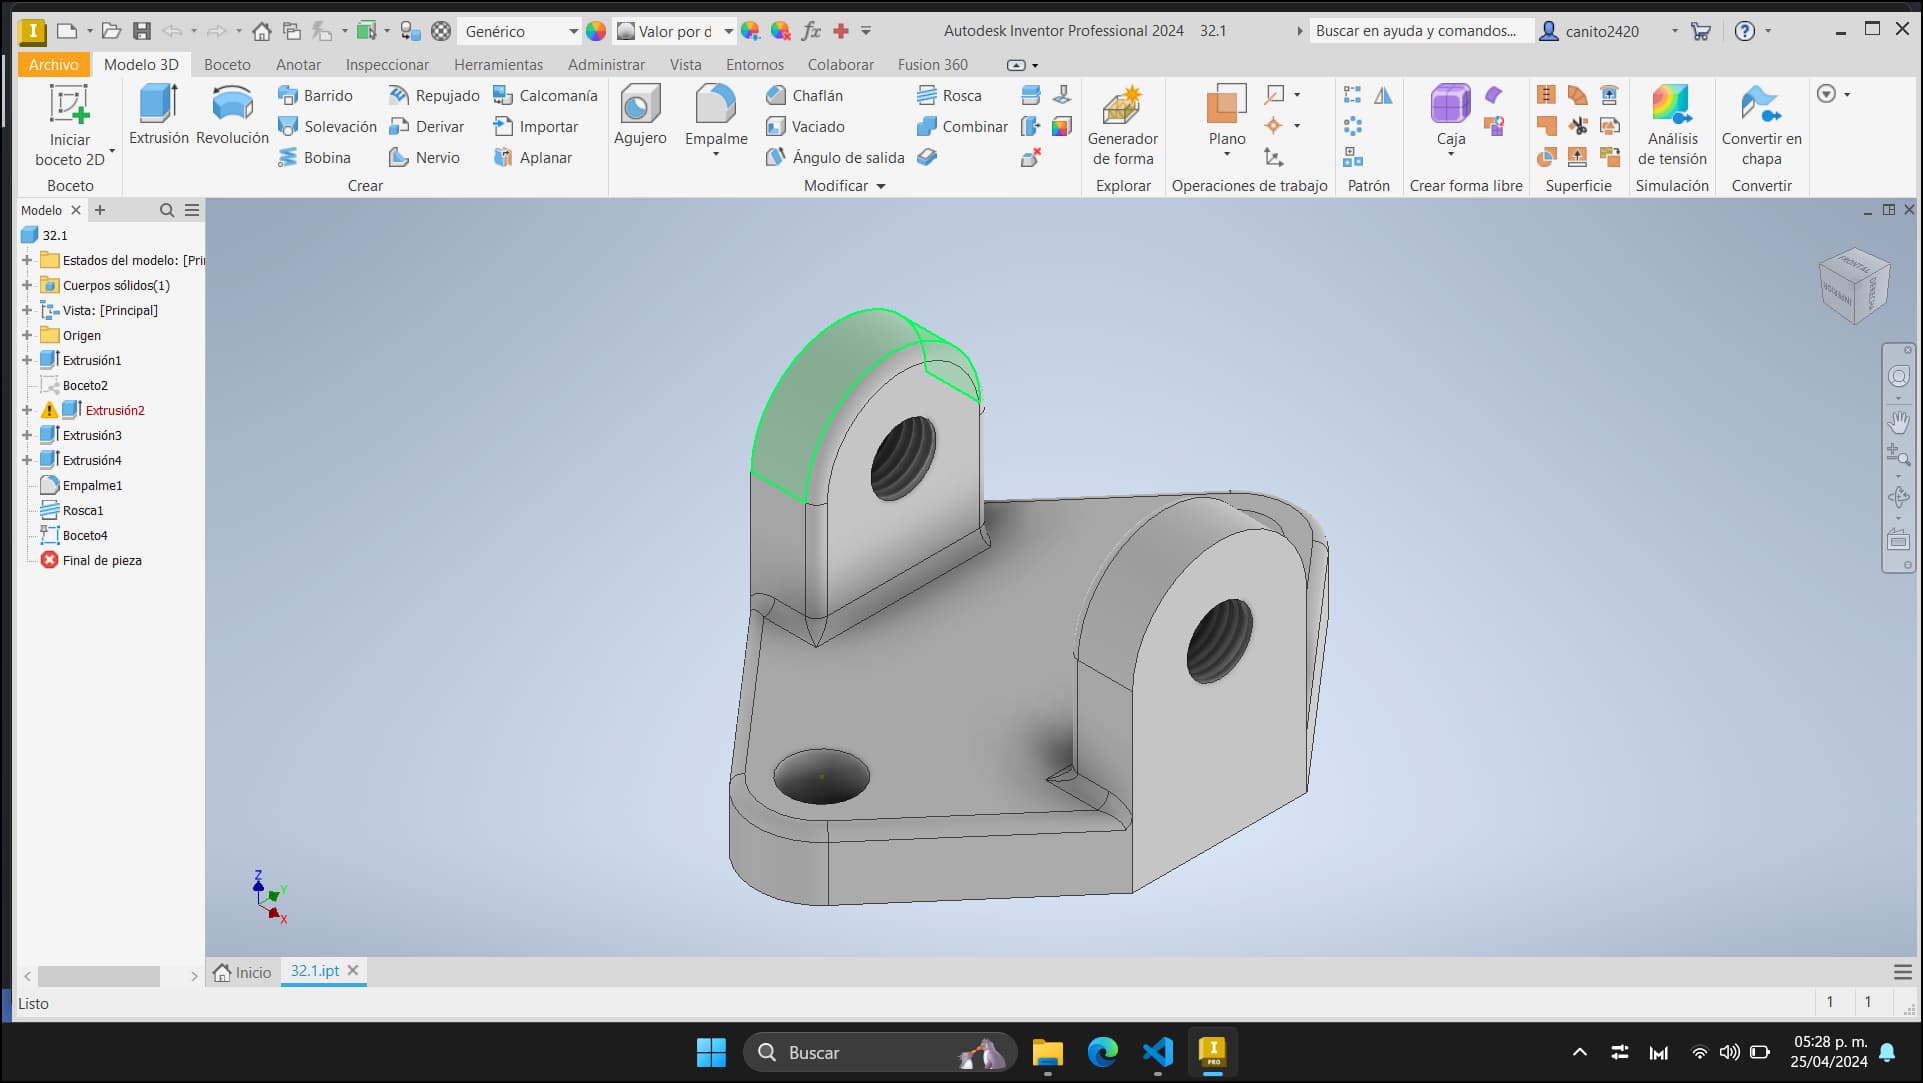 Genérico
Valor por d
Autodesk Inventor Professional 2024 32.1
Buscar en ayuda y comandos...
canito2420
Archivo
Modelo 3D
Boceto
Anotar
Inspeccionar
Herramientas
Administrar
Vista
Entornos
Colaborar
Fusion 360
Iniciar
boceto 2D
Boceto
Extrusión
Revolución
Barrido
Solevación
Bobina
Repujado
Derivar
Nervio
Calcomanía
Importar
Aplanar
Crear
Agujero
Empalme
Chaflán
Vaciado
Ángulo de salida
Rosca
Combinar
Modificar
Generador
de forma
Explorar
Plano
Operaciones de trabajo
Patrón
Caja
Crear forma libre
Superficie
Análisis
de tensión
Simulación
Convertir en
chapa
Convertir
Modelo
32.1
Estados del modelo: [Pri
Cuerpos sólidos(1)
Vista: [Principal]
Origen
Extrusión1
Boceto2
Extrusión2
Extrusión3
Extrusión4
Empalme1
Rosca1
Boceto4
Final de pieza
FRONTAL
INFERIOR
DERECHA
Z
Y
X
Inicio
32.1.ipt
Listo
1 1
Buscar
PRO
05:28 p. m.
25/04/2024